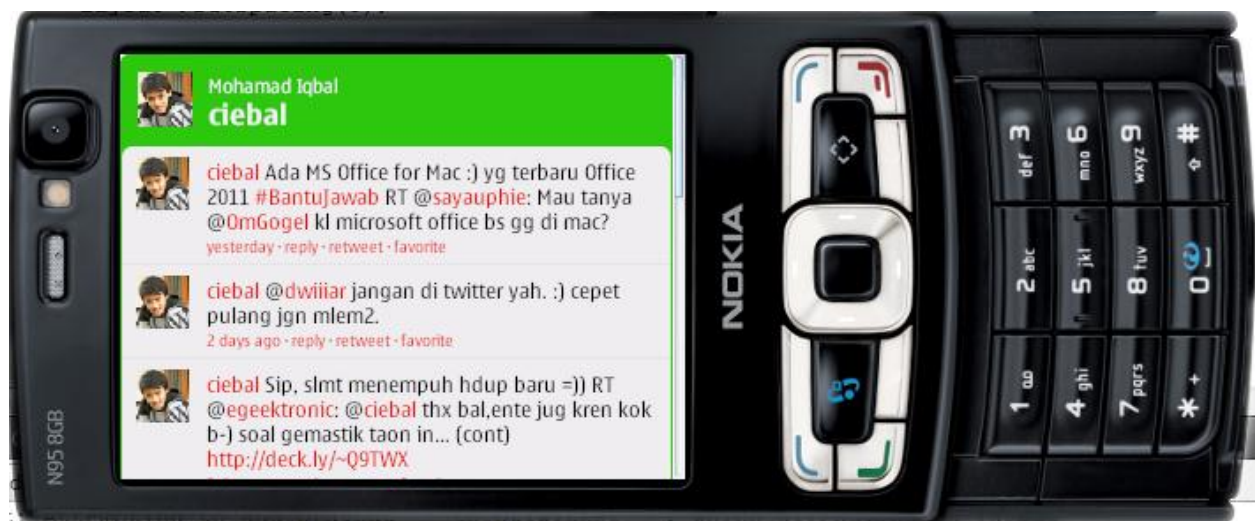 Mohamad Iqbal
ciebal
ciebal Ada MS Office for Mac :) yg terbaru Office
2011 #BantuJawab RT @sayauphie: Mau tanya
@OmGogel kl microsoft office bs gg di mac?
yesterday · reply · retweet · favorite
ciebal @dwiiiar jangan di twitter yah. :) cepet
pulang jgn mlem2.
2 days ago · reply · retweet · favorite
ciebal Sip, slmt menempuh hdup baru =)) RT
@egeektronic: @ciebal thx bal,ente jug kren kok
b-) soal gemastik taon in... (cont)
http://deck.ly/~Q9TWX
N95 8GB
NOKIA
1
2 abc
def 3
4 ghi
5 jkl
mno 6
7 pqrs
8 tuv
wxyz 9
* +
0
#